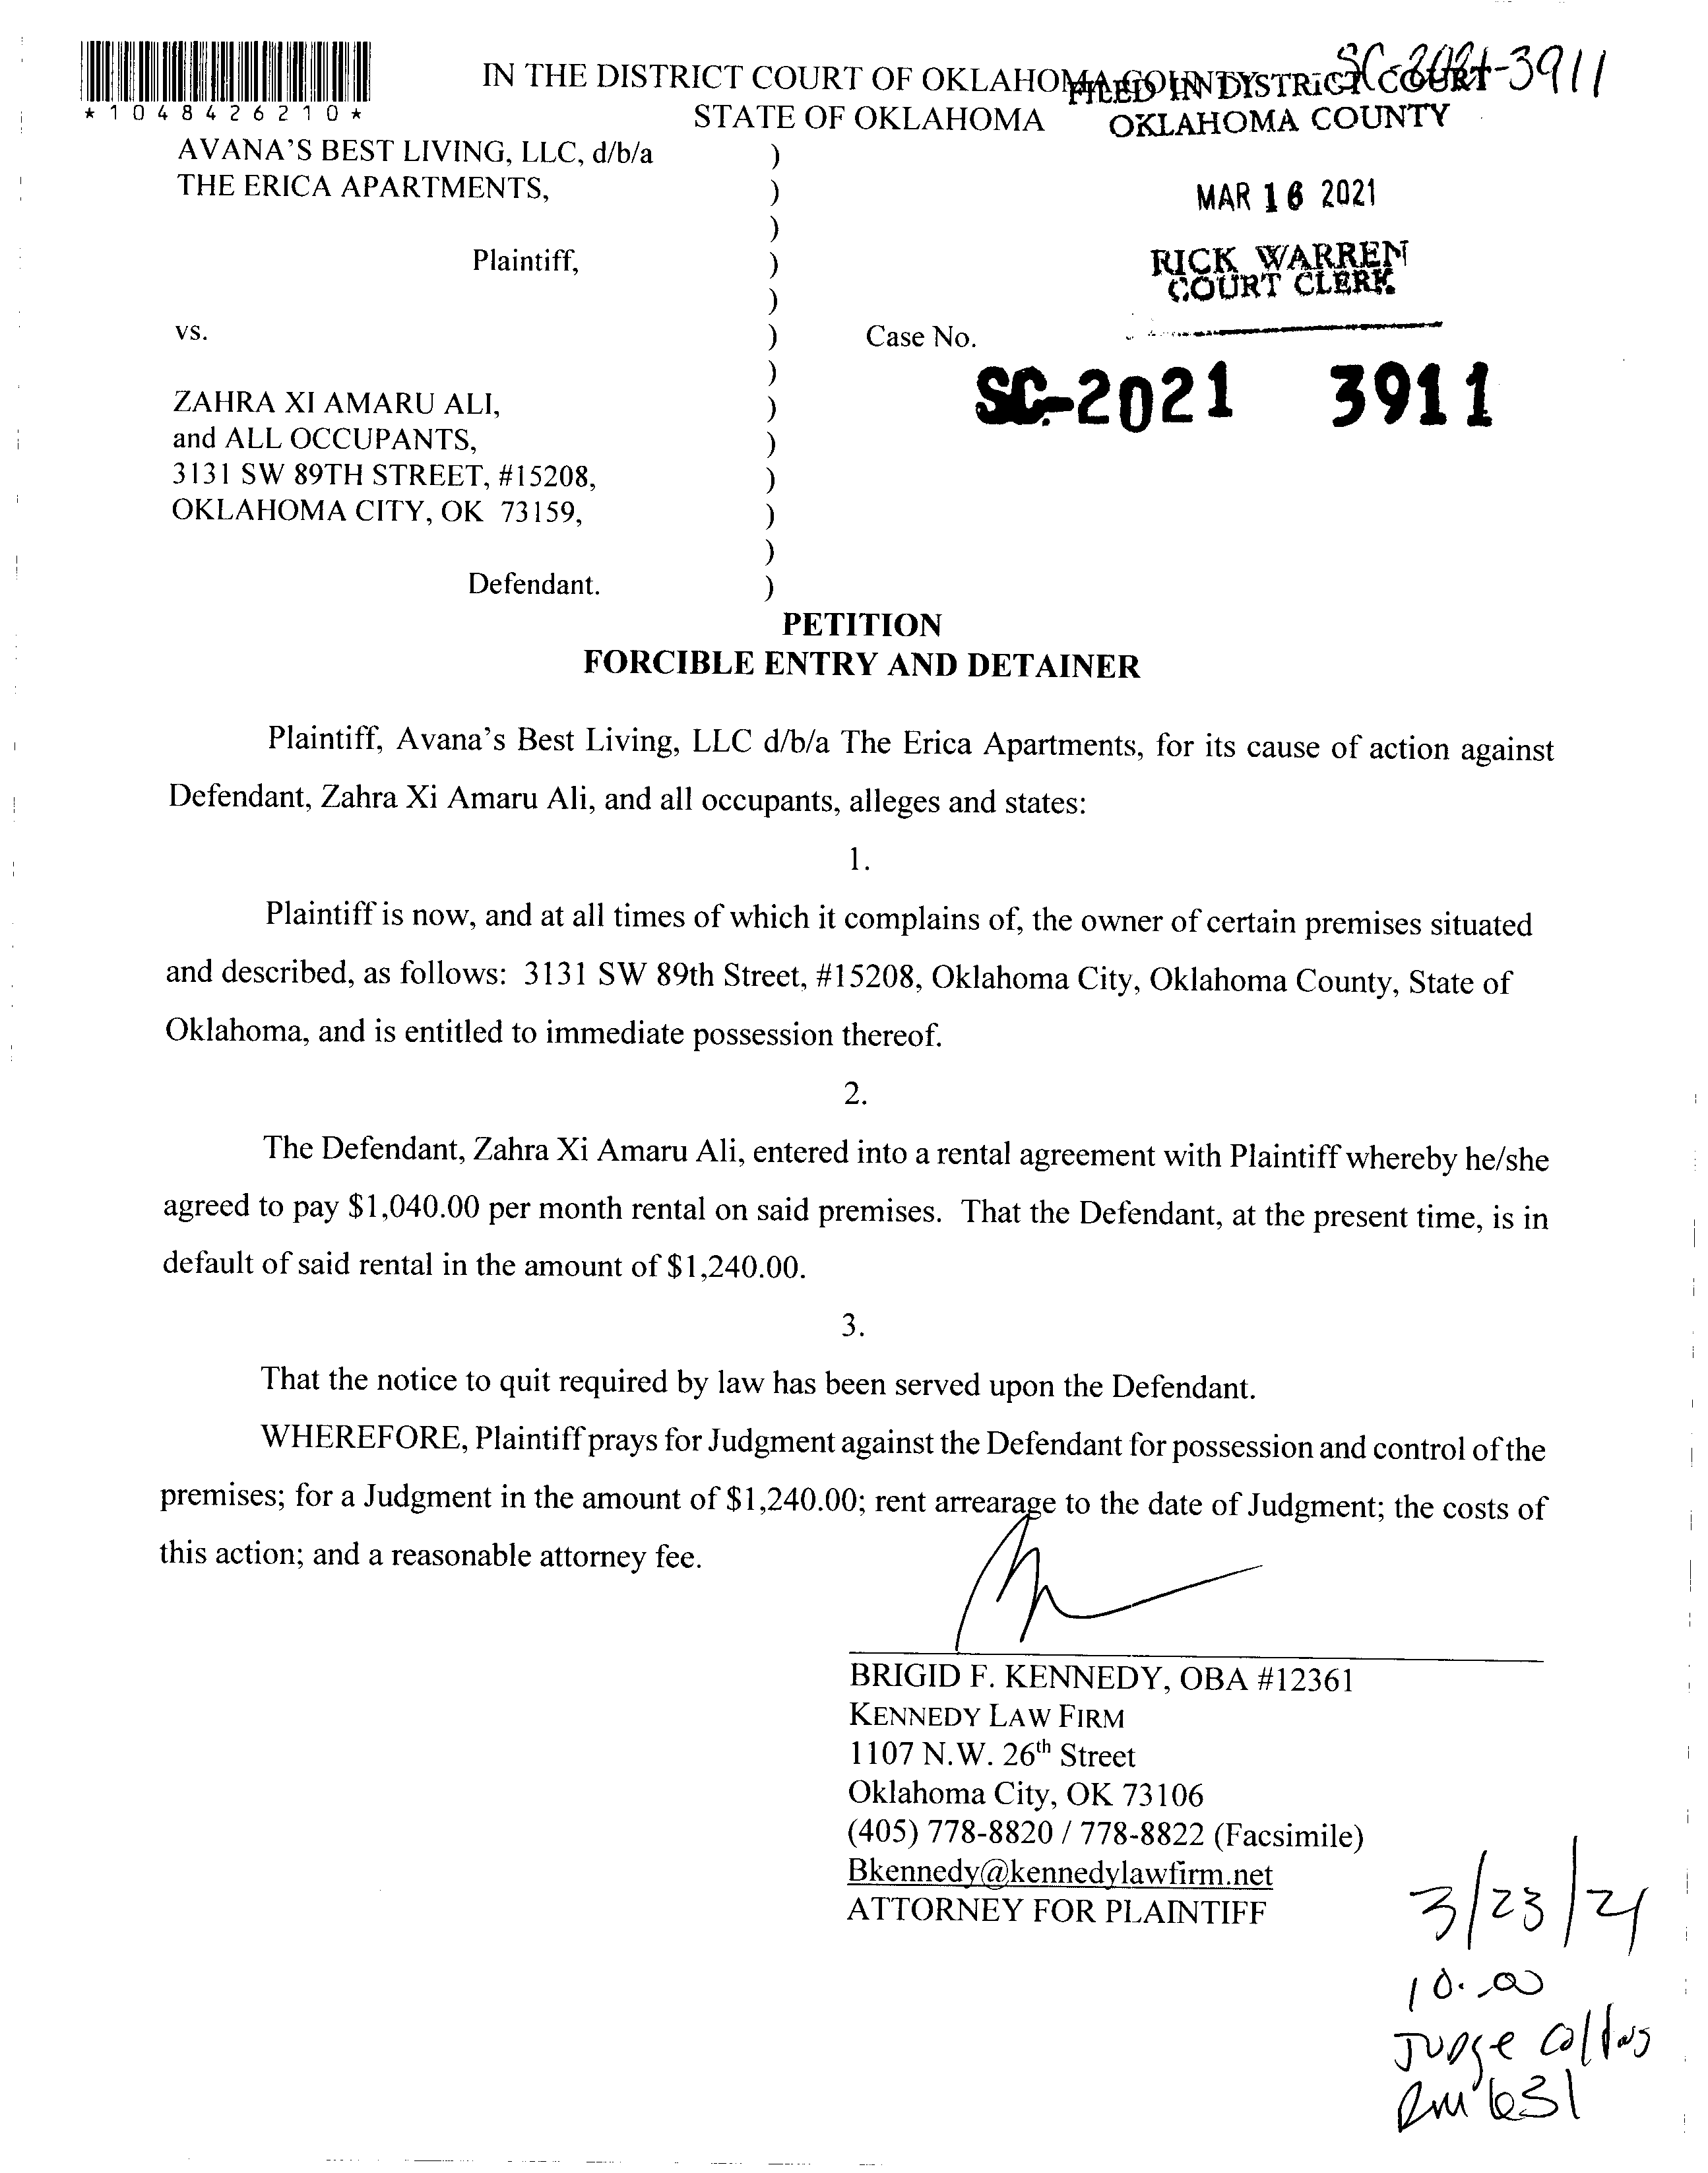 SC-2021-3911
IN THE DISTRICT COURT OF OKLAHOMA COUNTY
STATE OF OKLAHOMA
FILED IN DISTRICT COURT
OKLAHOMA COUNTY
*1048426210*
MAR 16 2021
RICK WARREN
COURT CLERK
AVANA'S BEST LIVING, LLC, d/b/a )
THE ERICA APARTMENTS, )
)
Plaintiff, )
)
vs. ) Case No.
SC-2021 3911
)
ZAHRA XI AMARU ALI, )
and ALL OCCUPANTS, )
3131 SW 89TH STREET, #15208, )
OKLAHOMA CITY, OK 73159, )
)
Defendant. )
PETITION
FORCIBLE ENTRY AND DETAINER
Plaintiff, Avana's Best Living, LLC d/b/a The Erica Apartments, for its cause of action against
Defendant, Zahra Xi Amaru Ali, and all occupants, alleges and states:
1.
Plaintiff is now, and at all times of which it complains of, the owner of certain premises situated
and described, as follows: 3131 SW 89th Street, #15208, Oklahoma City, Oklahoma County, State of
Oklahoma, and is entitled to immediate possession thereof.
2.
The Defendant, Zahra Xi Amaru Ali, entered into a rental agreement with Plaintiff whereby he/she
agreed to pay $1,040.00 per month rental on said premises. That the Defendant, at the present time, is in
default of said rental in the amount of $1,240.00.
3.
That the notice to quit required by law has been served upon the Defendant.
WHEREFORE, Plaintiff prays for Judgment against the Defendant for possession and control of the
premises; for a Judgment in the amount of $1,240.00; rent arrearage to the date of Judgment; the costs of
this action; and a reasonable attorney fee.
BRIGID F. KENNEDY, OBA #12361
KENNEDY LAW FIRM
1107 N.W. 26th Street
Oklahoma City, OK 73106
(405) 778-8820 / 778-8822 (Facsimile)
Bkennedy@kennedylawfirm.net
ATTORNEY FOR PLAINTIFF
3/23/21
10:00
Judge Collins
Rm 631